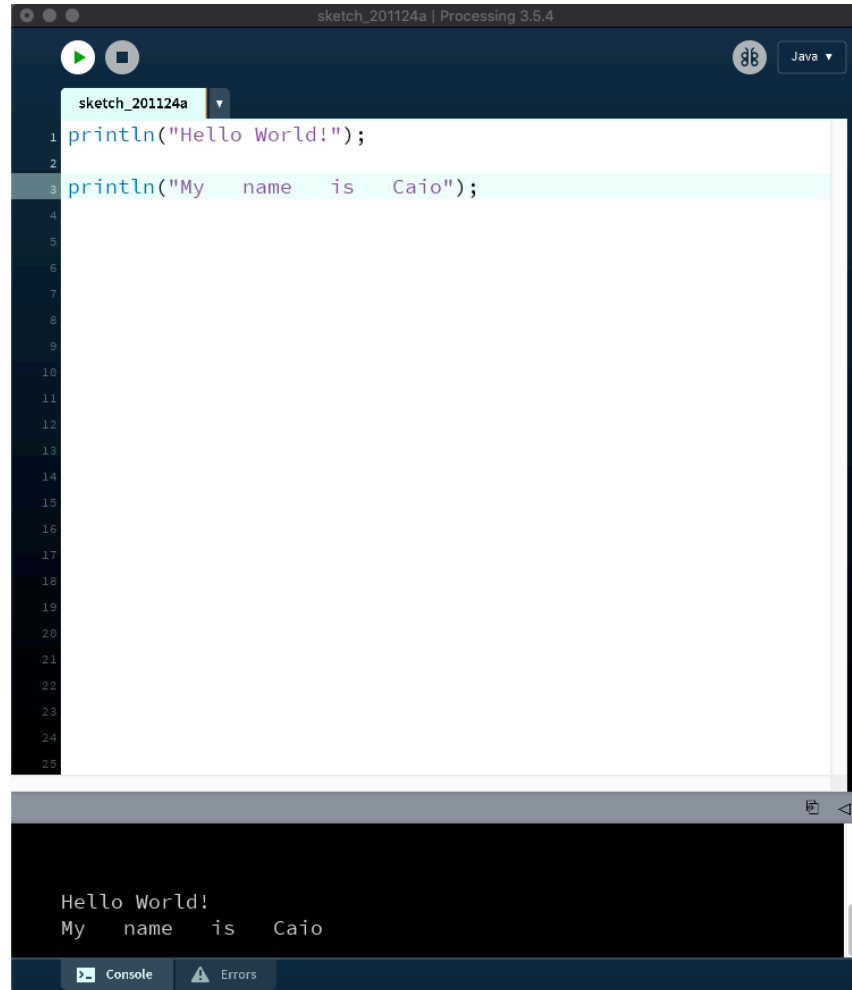 sketch_201124a | Processing 3.5.4
Java ▼
sketch_201124a ▼
1 println("Hello World!");
2
3 println("My   name   is   Caio");
4
5
6
7
8
9
10
11
12
13
14
15
16
17
18
19
20
21
22
23
24
25
Hello World!
My   name   is   Caio
>_ Console Errors